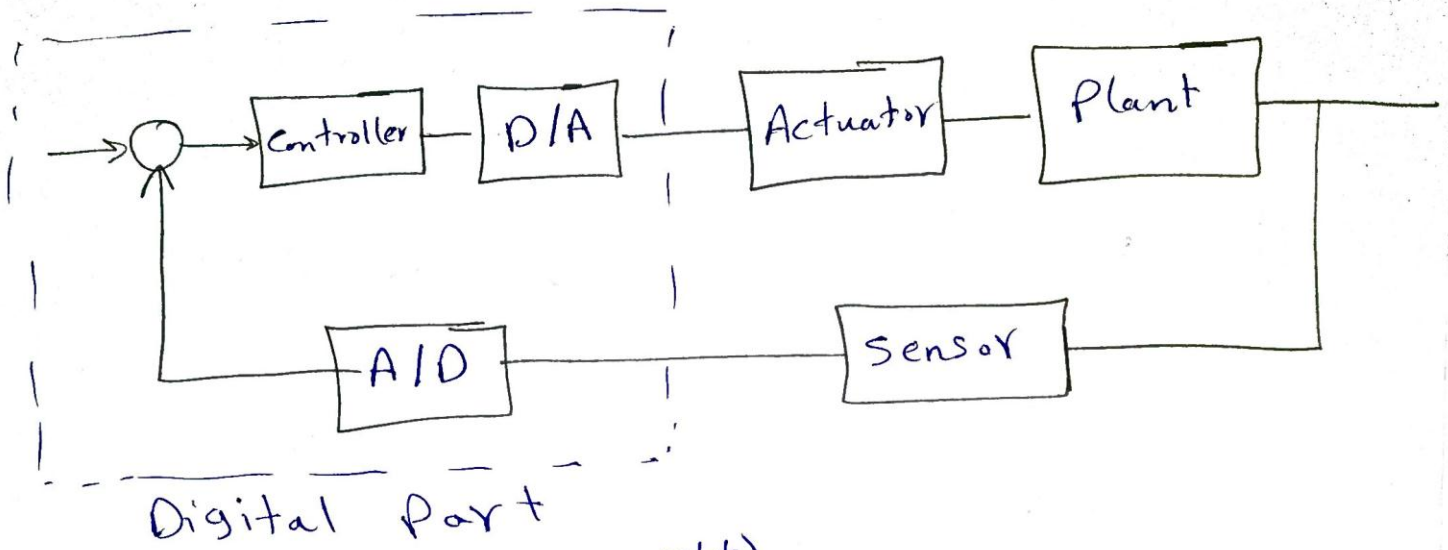 Controller
D/A
Actuator
Plant
A/D
Sensor
Digital Part